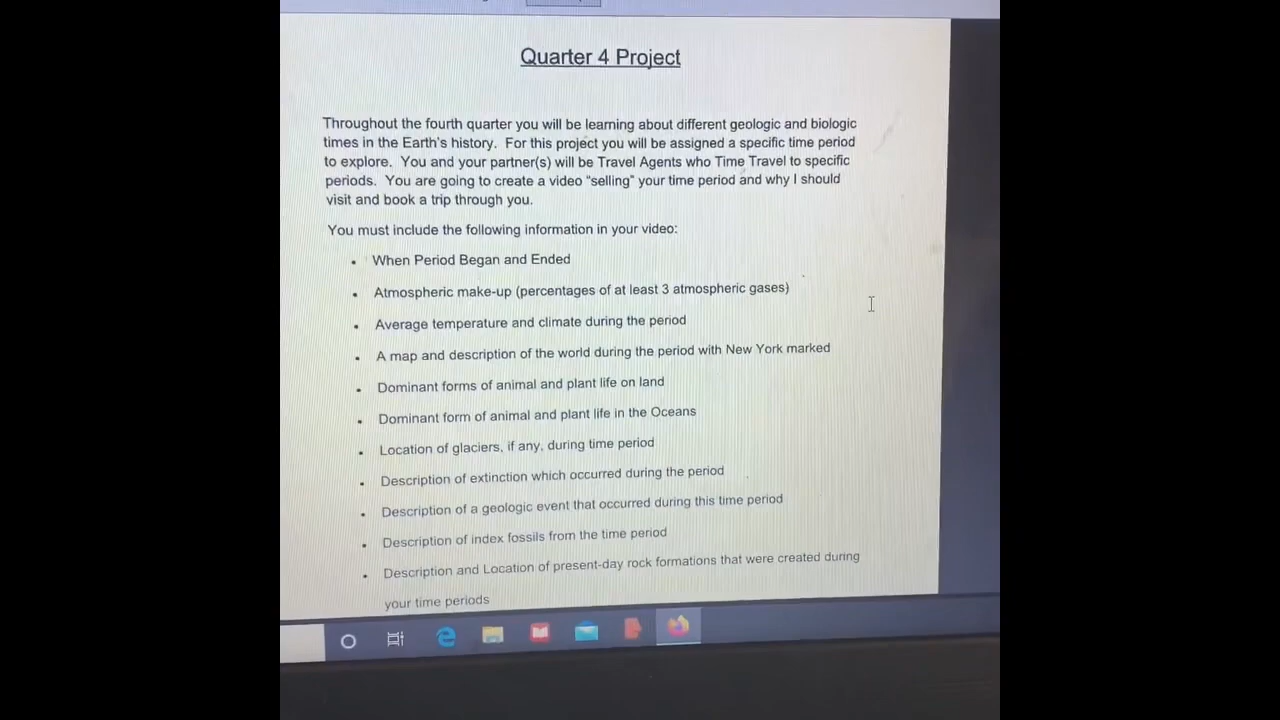 Quarter 4 Project
Throughout the fourth quarter you will be learning about different geologic and biologic
times in the Earth's history. For this project you will be assigned a specific time period
to explore. You and your partner(s) will be Travel Agents who Time Travel to specific
periods. You are going to create a video "selling" your time period and why I should
visit and book a trip through you.
You must include the following information in your video:
• When Period Began and Ended
• Atmospheric make-up (percentages of at least 3 atmospheric gases)
• Average temperature and climate during the period
• A map and description of the world during the period with New York marked
• Dominant forms of animal and plant life on land
• Dominant form of animal and plant life in the Oceans
• Location of glaciers, if any, during time period
• Description of extinction which occurred during the period
• Description of a geologic event that occurred during this time period
• Description of index fossils from the time period
• Description and Location of present-day rock formations that were created during
your time periods